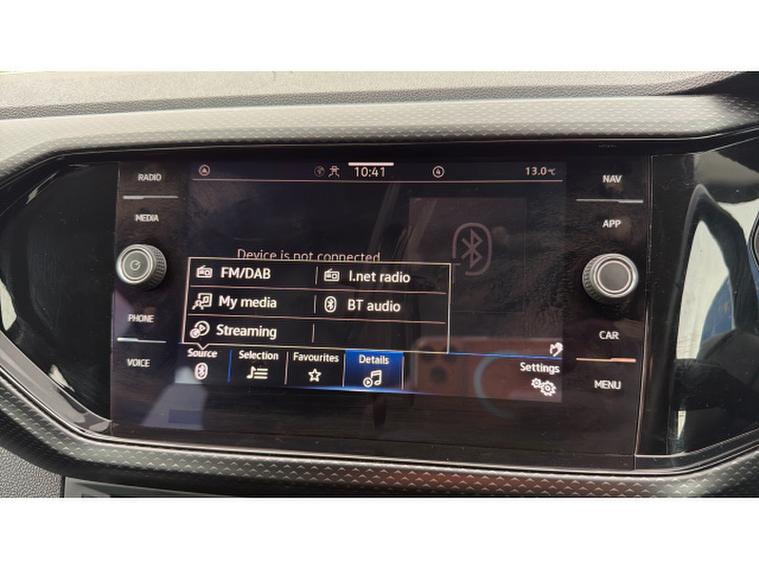 RADIO
MEDIA
PHONE
VOICE
10:41
4
13.0°C
Device is not connected
FM/DAB
I.net radio
My media
BT audio
Streaming
Source
Selection
Favourites
Details
Settings
NAV
APP
CAR
MENU